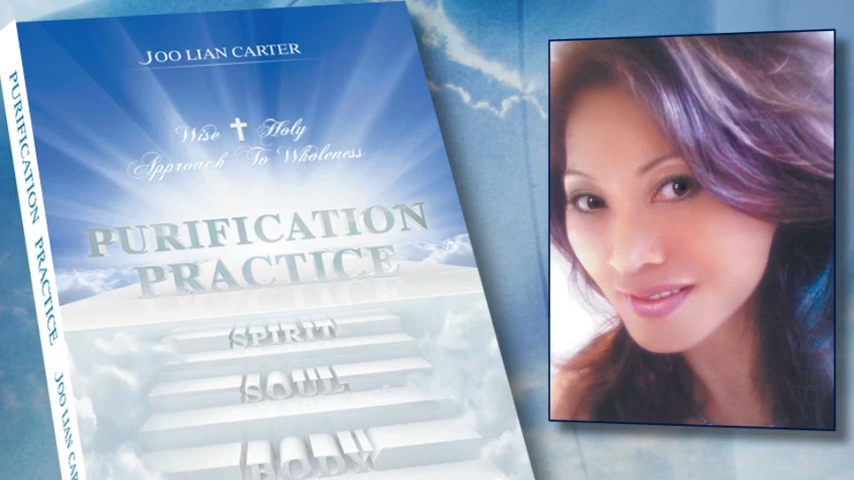 JOO LIAN CARTER
Wise ✝ Holy
Approach To Wholeness
PURIFICATION
PRACTICE
SPIRIT
SOUL
BODY
PURIFICATION PRACTICE JOO LIAN CAR